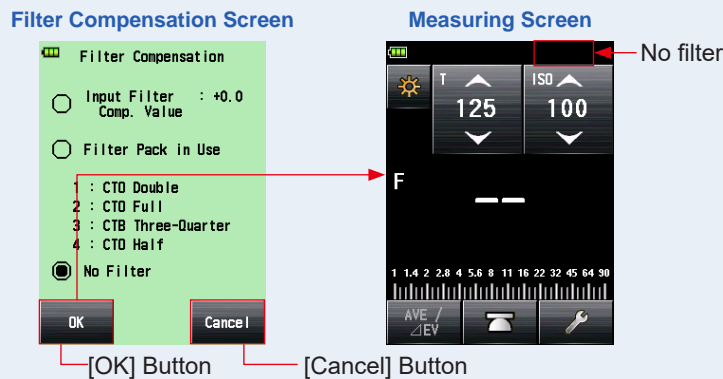 Filter Compensation Screen
Measuring Screen
Filter Compensation
Input Filter : +0.0
Comp. Value
Filter Pack in Use
1 : CTO Double
2 : CTO Full
3 : CTB Three-Quarter
4 : CTO Half
No Filter
OK
Cancel
[OK] Button
[Cancel] Button
No filter
T
125
ISO
100
F
1 1.4 2 2.8 4 5.6 8 11 16 22 32 45 64 90
AVE /
⊿EV